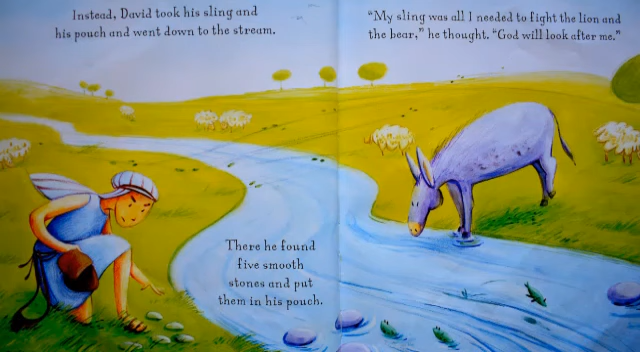 Instead, David took his sling and
his pouch and went down to the stream.
"My sling was all I needed to fight the lion and
the bear," he thought. "God will look after me."
There he found
five smooth
stones and put
them in his pouch.